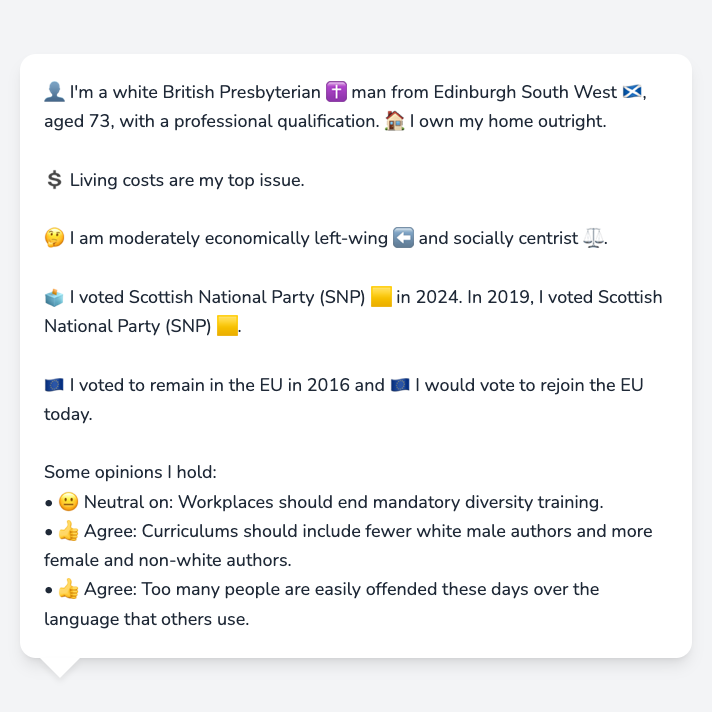 👤 I'm a white British Presbyterian ✝️ man from Edinburgh South West 🏴󠁧󠁢󠁳󠁣󠁴󠁿,
aged 73, with a professional qualification. 🏠 I own my home outright.
💲 Living costs are my top issue.
🤔 I am moderately economically left-wing ⬅️ and socially centrist ⚖️.
🗳️ I voted Scottish National Party (SNP) 🟨 in 2024. In 2019, I voted Scottish
National Party (SNP) 🟨.
🇪🇺 I voted to remain in the EU in 2016 and 🇪🇺 I would vote to rejoin the EU
today.
Some opinions I hold:
• 😐 Neutral on: Workplaces should end mandatory diversity training.
• 👍 Agree: Curriculums should include fewer white male authors and more
female and non-white authors.
• 👍 Agree: Too many people are easily offended these days over the
language that others use.